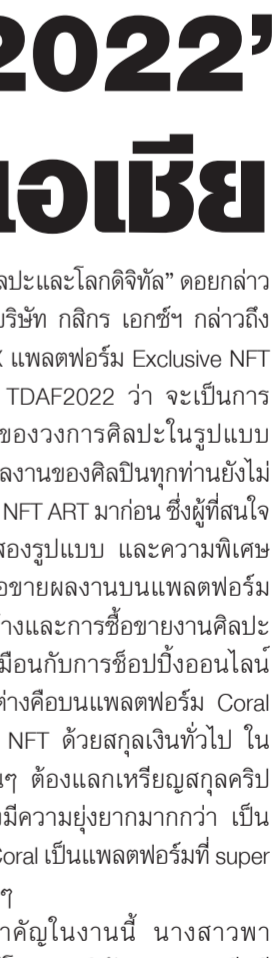 2022’
เอเชีย
ลปะและโลกดิจิทัล” ดอยกล่าว
บริษัท กสิกร เอกซ์ฯ กล่าวถึง
X แพลตฟอร์ม Exclusive NFT
TDAF2022 ว่า จะเป็นการ
ของวงการศิลปะในรูปแบบ
ลงานของศิลปินทุกท่านยังไม่
NFT ART มาก่อน ซึ่งผู้ที่สนใจ
สองรูปแบบ และความพิเศษ
อขายผลงานบนแพลตฟอร์ม
้างและการซื้อขายงานศิลปะ
มือนกับการช็อปปิ้งออนไลน์
ต่างคือบนแพลตฟอร์ม Coral
NFT ด้วยสกุลเงินทั่วไป ใน
นๆ ต้องแลกเหรียญสกุลคริป
งมีความยุ่งยากมากกว่า เป็น
Coral เป็นแพลตฟอร์มที่ super
ๆ
ำคัญในงานนี้ นางสาวพา